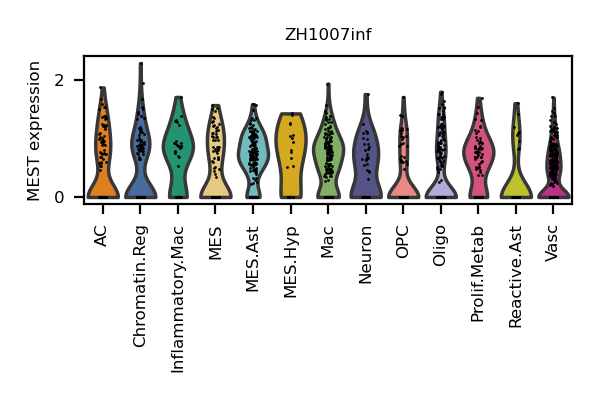 ZH1007inf
MEST expression
2
0
AC
Chromatin.Reg
Inflammatory.Mac
MES
MES.Ast
MES.Hyp
Mac
Neuron
OPC
Oligo
Prolif.Metab
Reactive.Ast
Vasc